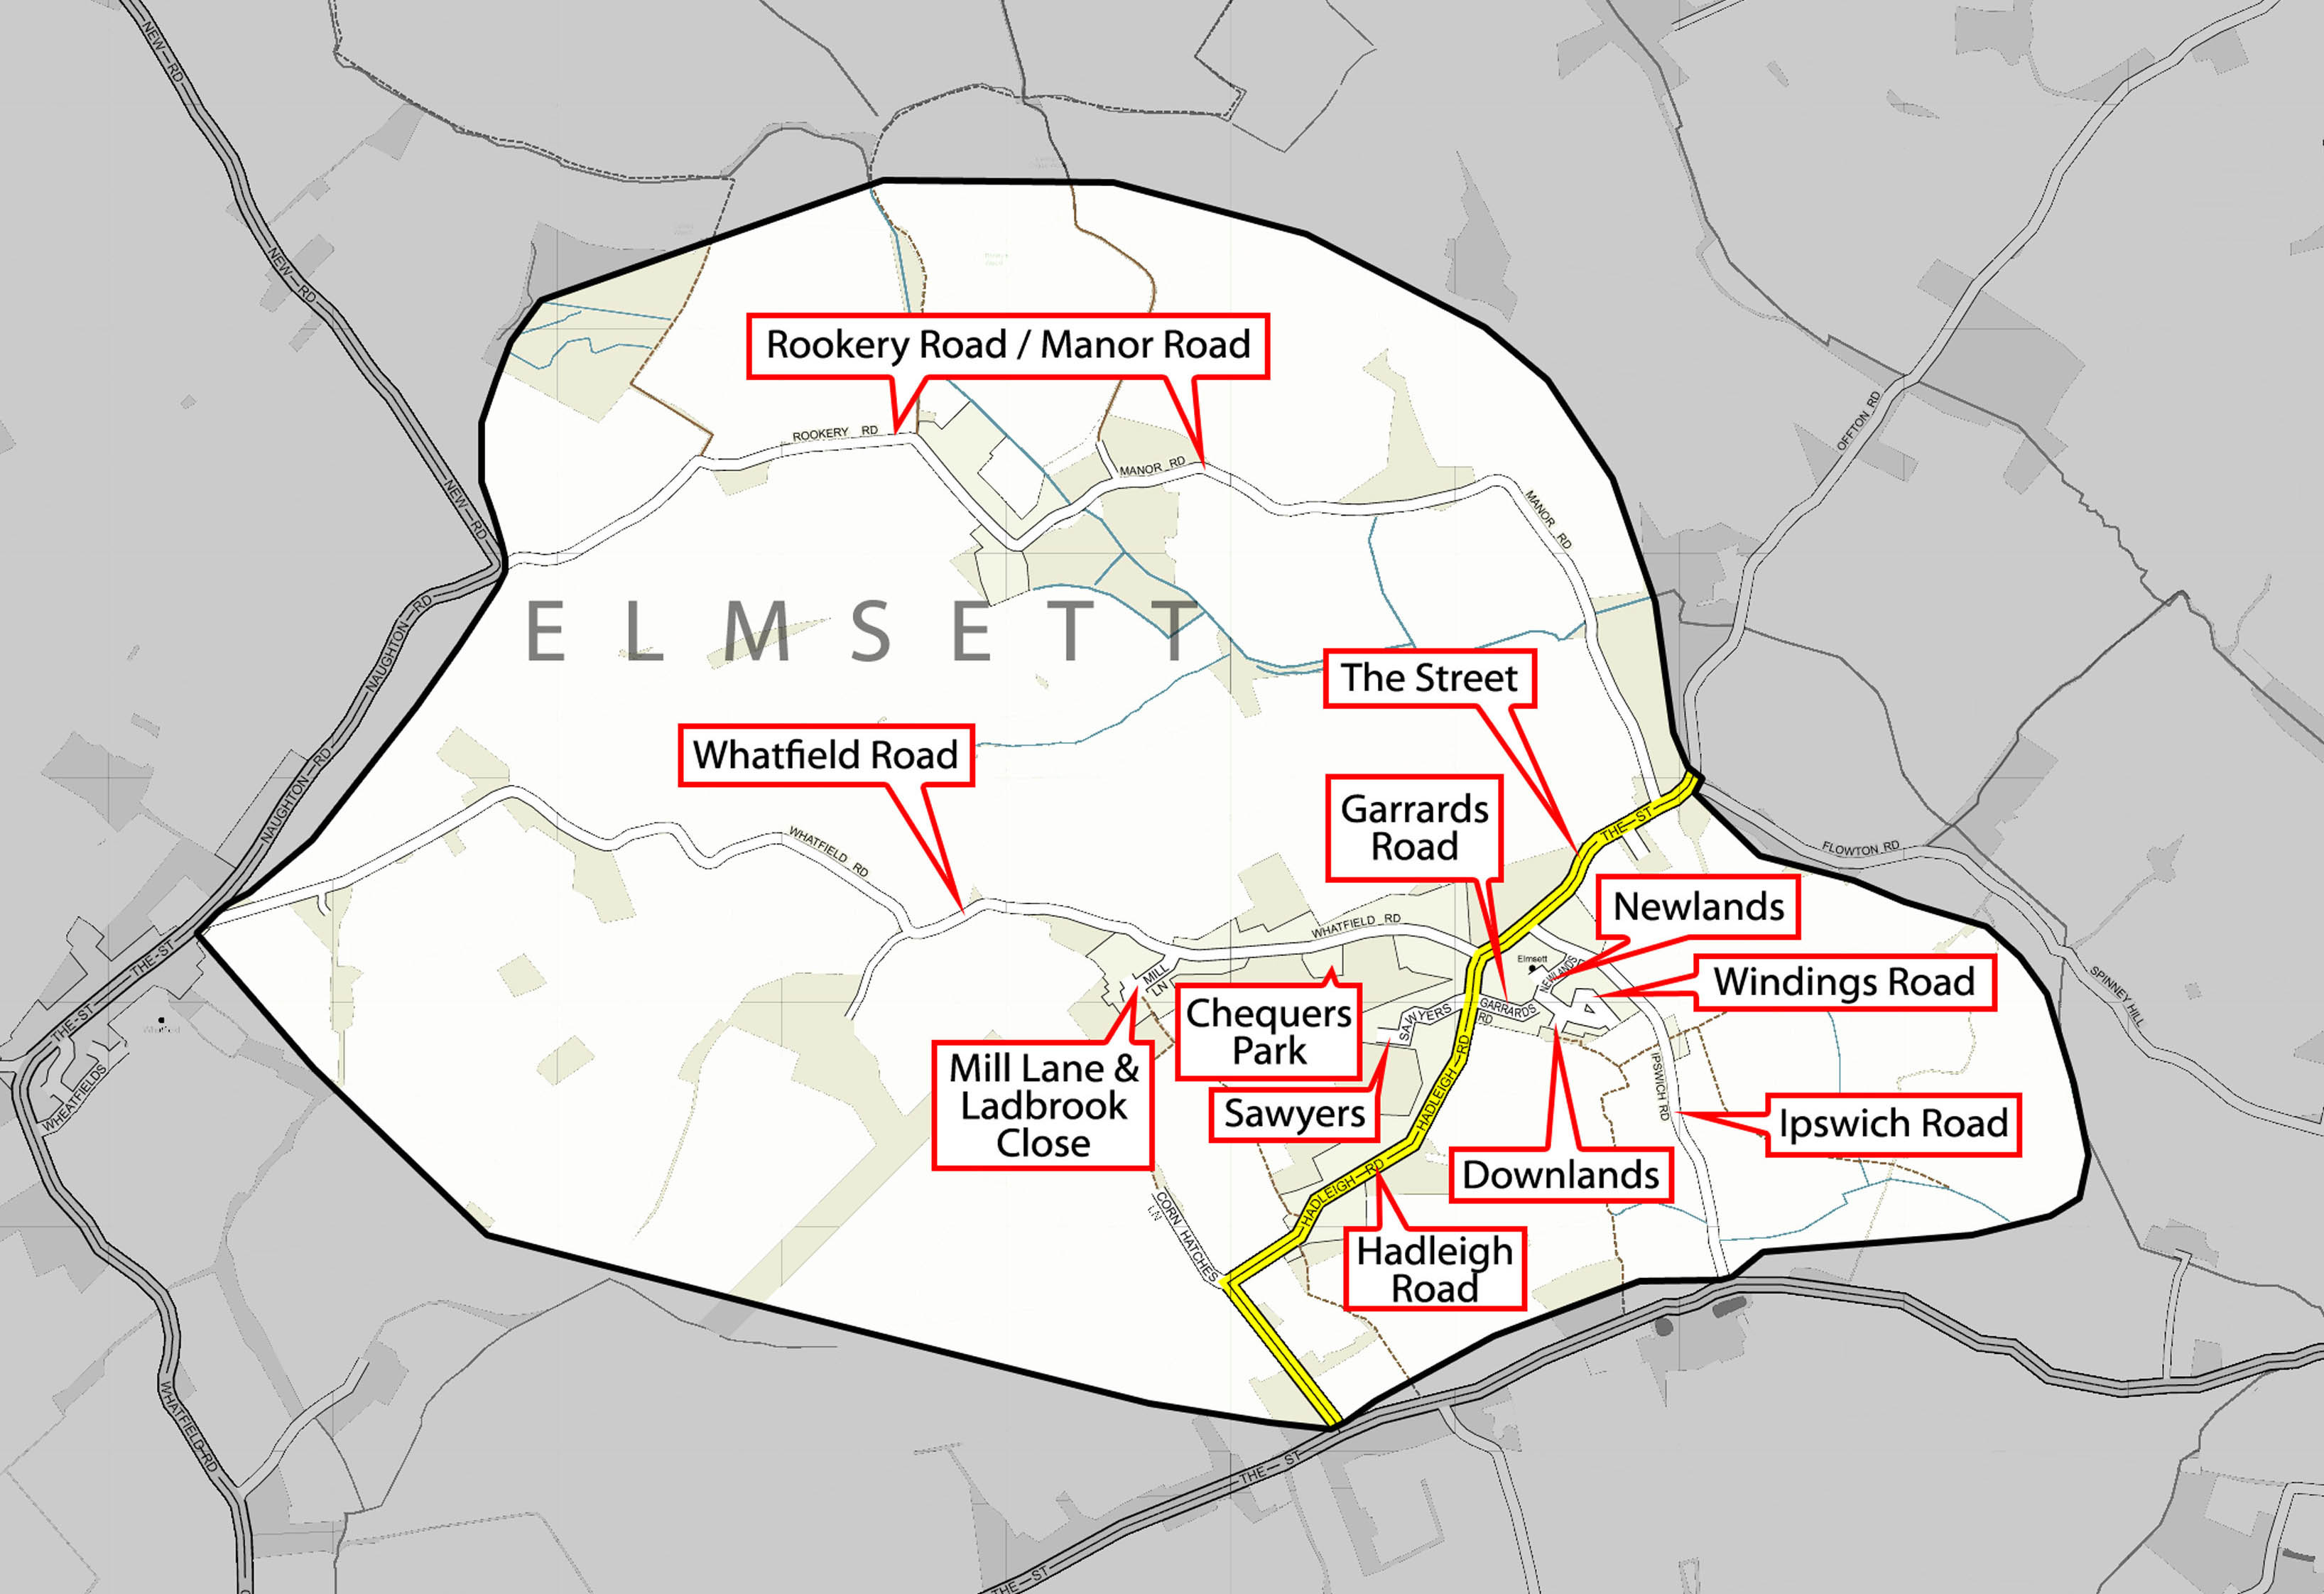 NEW RD
NEW RD
NEW RD
Rookery Road / Manor Road
ROOKERY RD
MANOR RD
MANOR RD
OFFTON RD
NAUGHTON RD
NAUGHTON RD
ELMSETT
The Street
Whatfield Road
Garrards
Road
THE ST
WHATFIELD RD
FLOWTON RD
Newlands
WHATFIELD RD
THE ST
THE ST
Whatfield
WHEATFIELDS
MILL
LN
Elmsett
NEWLANDS
Windings Road
SPINNEY HILL
Chequers
Park
SAWYERS
GARRARDS
RD
Mill Lane &
Ladbrook
Close
Sawyers
HADLEIGH RD
IPSWICH RD
Ipswich Road
Downlands
HADLEIGH RD
CORN HATCHES
LN
Hadleigh
Road
WHATFIELD RD
THE ST
THE ST